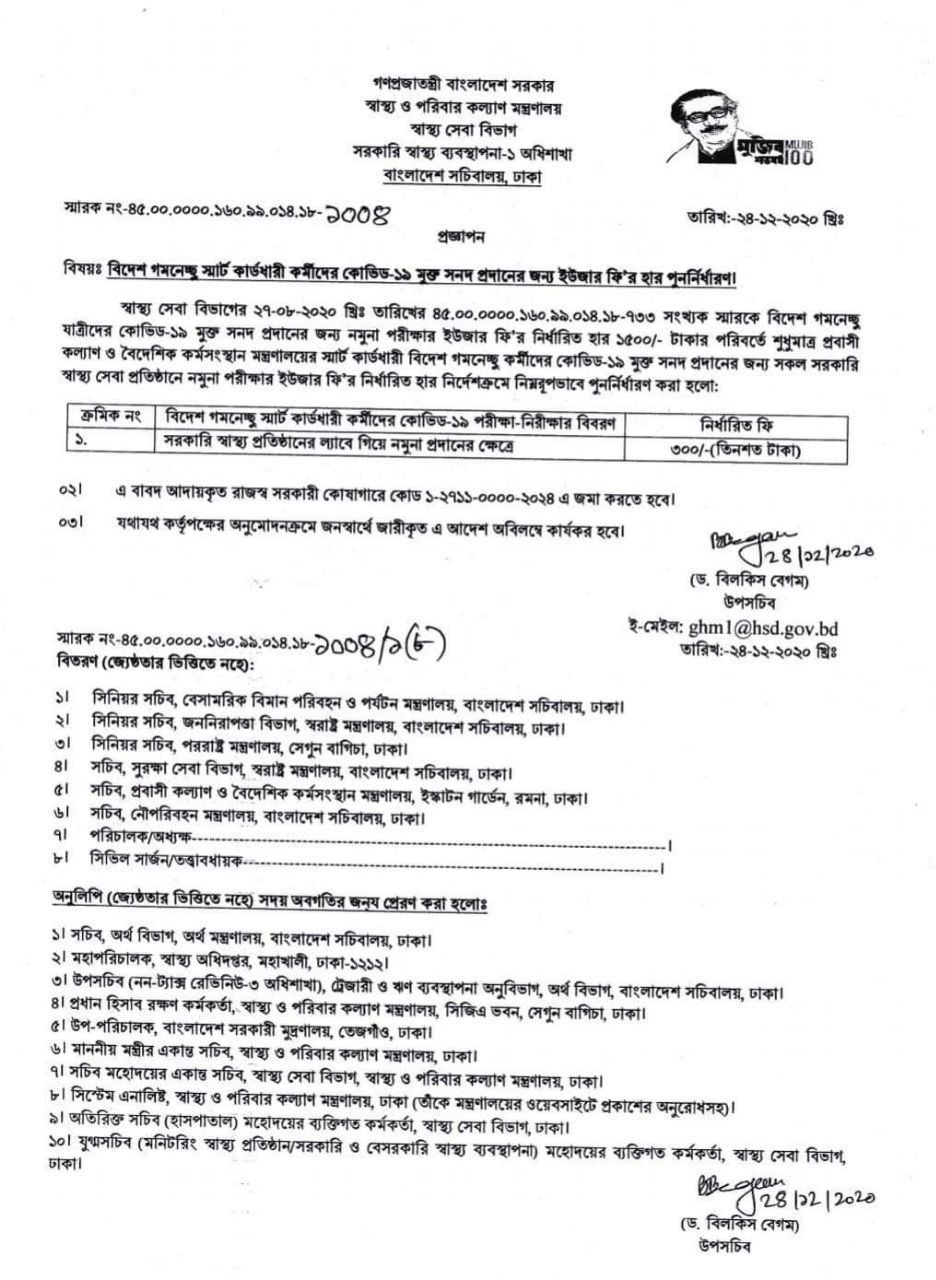 গণপ্রজাতন্ত্রী বাংলাদেশ সরকার
স্বাস্থ্য ও পরিবার কল্যাণ মন্ত্রণালয়
স্বাস্থ্য সেবা বিভাগ
সরকারি স্বাস্থ্য ব্যবস্থাপনা-১ অধিশাখা
বাংলাদেশ সচিবালয়, ঢাকা
মুজিব শতবর্ষ MUJIB 100
স্মারক নং-৪৫.০০.০০০০.১৬০.৯৯.০১৪.১৮-১০০৪
তারিখ:-২৪-১২-২০২০ খ্রিঃ
প্রজ্ঞাপন
বিষয়ঃ বিদেশ গমনেচ্ছু স্মার্ট কার্ডধারী কর্মীদের কোভিড-১৯ মুক্ত সনদ প্রদানের জন্য ইউজার ফি'র হার পুনর্নির্ধারণ।
স্বাস্থ্য সেবা বিভাগের ২৭-০৮-২০২০ খ্রিঃ তারিখের ৪৫.০০.০০০০.১৬০.৯৯.০১৪.১৮-৭৩৩ সংখ্যক স্মারকে বিদেশ গমনেচ্ছু
যাত্রীদের কোভিড-১৯ মুক্ত সনদ প্রদানের জন্য নমুনা পরীক্ষার ইউজার ফি'র নির্ধারিত হার ১৫০০/- টাকার পরিবর্তে শুধুমাত্র প্রবাসী
কল্যাণ ও বৈদেশিক কর্মসংস্থান মন্ত্রণালয়ের স্মার্ট কার্ডধারী বিদেশ গমনেচ্ছু কর্মীদের কোভিড-১৯ মুক্ত সনদ প্রদানের জন্য সকল সরকারি
স্বাস্থ্য সেবা প্রতিষ্ঠানে নমুনা পরীক্ষার ইউজার ফি'র নির্ধারিত হার নির্দেশক্রমে নিম্নরূপভাবে পুনর্নির্ধারণ করা হলো:
ক্রমিক নং বিদেশ গমনেচ্ছু স্মার্ট কার্ডধারী কর্মীদের কোভিড-১৯ পরীক্ষা-নিরীক্ষার বিবরণ নির্ধারিত ফি
১. সরকারি স্বাস্থ্য প্রতিষ্ঠানের ল্যাবে গিয়ে নমুনা প্রদানের ক্ষেত্রে ৩০০/-(তিনশত টাকা)
০২। এ বাবদ আদায়কৃত রাজস্ব সরকারী কোষাগারে কোড ১-২৭১১-০০০০-২০২৪ এ জমা করতে হবে।
০৩। যথাযথ কর্তৃপক্ষের অনুমোদনক্রমে জনস্বার্থে জারীকৃত এ আদেশ অবিলম্বে কার্যকর হবে।
২৪/১২/২০২০
(ড. বিলকিস বেগম)
উপসচিব
ই-মেইল: ghm1@hsd.gov.bd
তারিখ:-২৪-১২-২০২০ খ্রিঃ
স্মারক নং-৪৫.০০.০০০০.১৬০.৯৯.০১৪.১৮-১০০৪/১(৮)
বিতরণ (জ্যেষ্ঠতার ভিত্তিতে নহে):
১। সিনিয়র সচিব, বেসামরিক বিমান পরিবহন ও পর্যটন মন্ত্রণালয়, বাংলাদেশ সচিবালয়, ঢাকা।
২। সিনিয়র সচিব, জননিরাপত্তা বিভাগ, স্বরাষ্ট্র মন্ত্রণালয়, বাংলাদেশ সচিবালয়, ঢাকা।
৩। সিনিয়র সচিব, পররাষ্ট্র মন্ত্রণালয়, সেগুন বাগিচা, ঢাকা।
৪। সচিব, সুরক্ষা সেবা বিভাগ, স্বরাষ্ট্র মন্ত্রণালয়, বাংলাদেশ সচিবালয়, ঢাকা।
৫। সচিব, প্রবাসী কল্যাণ ও বৈদেশিক কর্মসংস্থান মন্ত্রণালয়, ইস্কাটন গার্ডেন, রমনা, ঢাকা।
৬। সচিব, নৌপরিবহন মন্ত্রণালয়, বাংলাদেশ সচিবালয়, ঢাকা।
৭। পরিচালক/অধ্যক্ষ------------------------------।
৮। সিভিল সার্জন/তত্ত্বাবধায়ক------------------------------।
অনুলিপি (জ্যেষ্ঠতার ভিত্তিতে নহে) সদয় অবগতির জন্য প্রেরণ করা হলোঃ
১। সচিব, অর্থ বিভাগ, অর্থ মন্ত্রণালয়, বাংলাদেশ সচিবালয়, ঢাকা।
২। মহাপরিচালক, স্বাস্থ্য অধিদপ্তর, মহাখালী, ঢাকা-১২১২।
৩। উপসচিব (নন-ট্যাক্স রেভিনিউ-৩ অধিশাখা), ট্রেজারী ও ঋণ ব্যবস্থাপনা অনুবিভাগ, অর্থ বিভাগ, বাংলাদেশ সচিবালয়, ঢাকা।
৪। প্রধান হিসাব রক্ষণ কর্মকর্তা, স্বাস্থ্য ও পরিবার কল্যাণ মন্ত্রণালয়, সিজিএ ভবন, সেগুন বাগিচা, ঢাকা।
৫। উপ-পরিচালক, বাংলাদেশ সরকারী মুদ্রণালয়, তেজগাঁও, ঢাকা।
৬। মাননীয় মন্ত্রীর একান্ত সচিব, স্বাস্থ্য ও পরিবার কল্যাণ মন্ত্রণালয়, ঢাকা।
৭। সচিব মহোদয়ের একান্ত সচিব, স্বাস্থ্য সেবা বিভাগ, স্বাস্থ্য ও পরিবার কল্যাণ মন্ত্রণালয়, ঢাকা।
৮। সিস্টেম এনালিষ্ট, স্বাস্থ্য ও পরিবার কল্যাণ মন্ত্রণালয়, ঢাকা (তাঁকে মন্ত্রণালয়ের ওয়েবসাইটে প্রকাশের অনুরোধসহ)।
৯। অতিরিক্ত সচিব (হাসপাতাল) মহোদয়ের ব্যক্তিগত কর্মকর্তা, স্বাস্থ্য সেবা বিভাগ, ঢাকা।
১০। যুগ্মসচিব (মনিটরিং স্বাস্থ্য প্রতিষ্ঠান/সরকারি ও বেসরকারি স্বাস্থ্য ব্যবস্থাপনা) মহোদয়ের ব্যক্তিগত কর্মকর্তা, স্বাস্থ্য সেবা বিভাগ,
ঢাকা।
২৪/১২/২০২০
(ড. বিলকিস বেগম)
উপসচিব